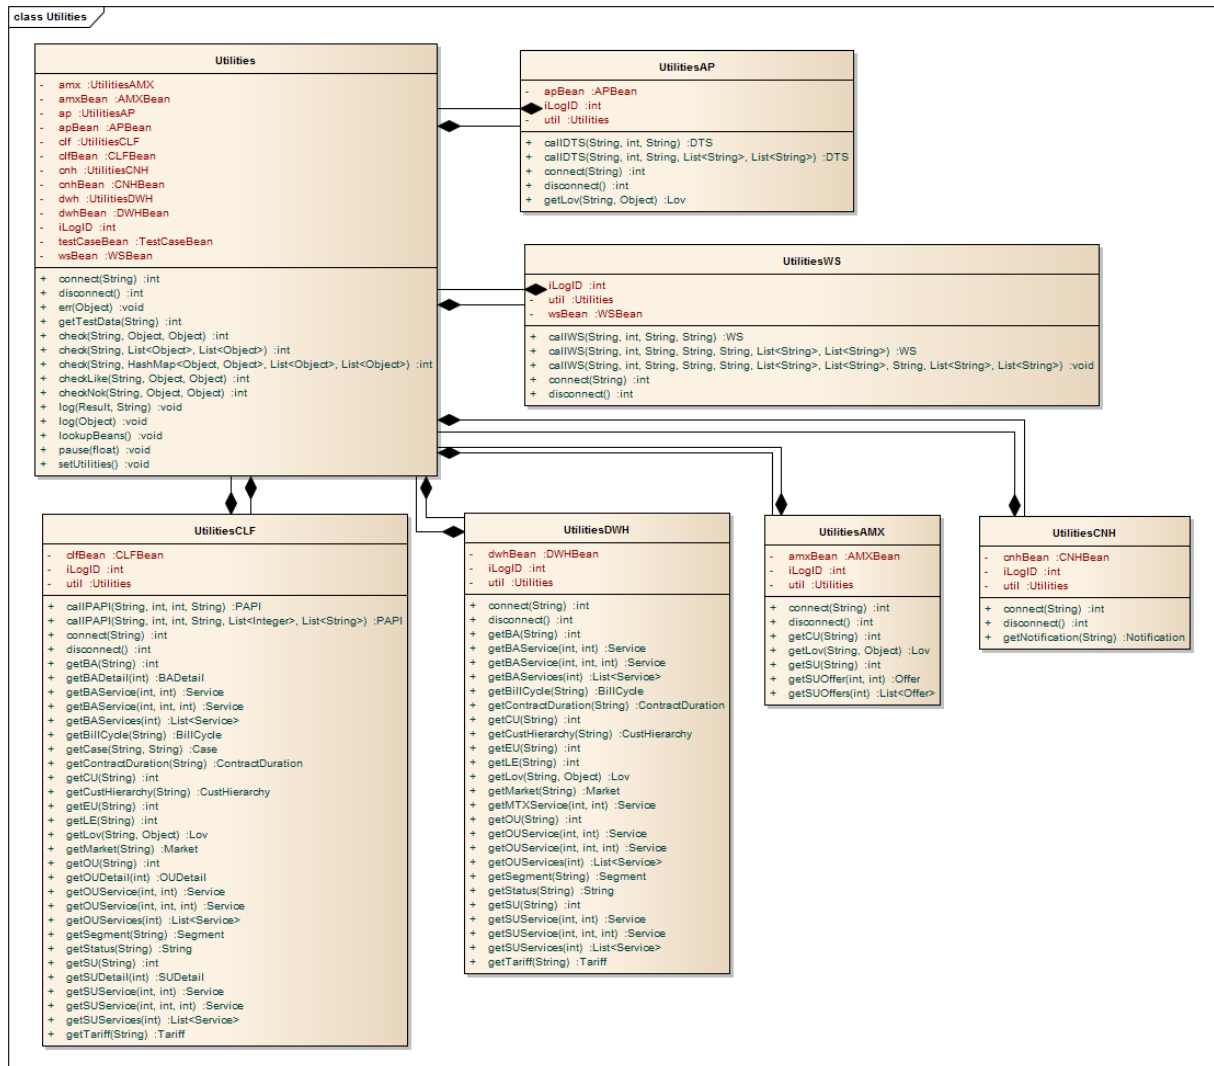 class Utilities
Utilities
- amx :UtilitiesAMX
- amxBean :AMXBean
- ap :UtilitiesAP
- apBean :APBean
- clf :UtilitiesCLF
- clfBean :CLFBean
- cnh :UtilitiesCNH
- cnhBean :CNHBean
- dwh :UtilitiesDWH
- dwhBean :DWHBean
- iLogID :int
- testCaseBean :TestCaseBean
- wsBean :WSBean
+ connect(String) :int
+ disconnect() :int
+ err(Object) :void
+ getTestData(String) :int
+ check(String, Object, Object) :int
+ check(String, List<Object>, List<Object>) :int
+ check(String, HashMap<Object, Object>, List<Object>, List<Object>) :int
+ checkLike(String, Object, Object) :int
+ checkNok(String, Object, Object) :int
+ log(Result, String) :void
+ log(Object) :void
+ lookupBeans() :void
+ pause(float) :void
+ setUtilities() :void
UtilitiesAP
- apBean :APBean
iLogID :int
- util :Utilities
+ callDTS(String, int, String) :DTS
+ callDTS(String, int, String, List<String>, List<String>) :DTS
+ connect(String) :int
+ disconnect() :int
+ getLov(String, Object) :Lov
UtilitiesWS
iLogID :int
- util :Utilities
- wsBean :WSBean
+ callWS(String, int, String, String) :WS
+ callWS(String, int, String, String, String, List<String>, List<String>) :WS
+ callWS(String, int, String, String, String, List<String>, List<String>, String, List<String>, List<String>) :void
+ connect(String) :int
+ disconnect() :int
UtilitiesCLF
- clfBean :CLFBean
- iLogID :int
- util :Utilities
+ callPAPI(String, int, int, String) :PAPI
+ callPAPI(String, int, int, String, List<Integer>, List<String>) :PAPI
+ connect(String) :int
+ disconnect() :int
+ getBA(String) :int
+ getBADetail(int) :BADetail
+ getBAService(int, int) :Service
+ getBAService(int, int, int) :Service
+ getBAServices(int) :List<Service>
+ getBillCycle(String) :BillCycle
+ getCase(String, String) :Case
+ getContractDuration(String) :ContractDuration
+ getCU(String) :int
+ getCustHierarchy(String) :CustHierarchy
+ getEU(String) :int
+ getLE(String) :int
+ getLov(String, Object) :Lov
+ getMarket(String) :Market
+ getOU(String) :int
+ getOUDetail(int) :OUDetail
+ getOUService(int, int) :Service
+ getOUService(int, int, int) :Service
+ getOUServices(int) :List<Service>
+ getSegment(String) :Segment
+ getStatus(String) :String
+ getSU(String) :int
+ getSUDetail(int) :SUDetail
+ getSUService(int, int) :Service
+ getSUService(int, int, int) :Service
+ getSUServices(int) :List<Service>
+ getTariff(String) :Tariff
UtilitiesDWH
- dwhBean :DWHBean
- iLogID :int
- util :Utilities
+ connect(String) :int
+ disconnect() :int
+ getBA(String) :int
+ getBAService(int, int) :Service
+ getBAService(int, int, int) :Service
+ getBAServices(int) :List<Service>
+ getBillCycle(String) :BillCycle
+ getContractDuration(String) :ContractDuration
+ getCU(String) :int
+ getCustHierarchy(String) :CustHierarchy
+ getEU(String) :int
+ getLE(String) :int
+ getLov(String, Object) :Lov
+ getMarket(String) :Market
+ getMTXService(int, int) :Service
+ getOU(String) :int
+ getOUService(int, int) :Service
+ getOUService(int, int, int) :Service
+ getOUServices(int) :List<Service>
+ getSegment(String) :Segment
+ getStatus(String) :String
+ getSU(String) :int
+ getSUService(int, int) :Service
+ getSUService(int, int, int) :Service
+ getSUServices(int) :List<Service>
+ getTariff(String) :Tariff
UtilitiesAMX
- amxBean :AMXBean
- iLogID :int
- util :Utilities
+ connect(String) :int
+ disconnect() :int
+ getCU(String) :int
+ getLov(String, Object) :Lov
+ getSU(String) :int
+ getSUOffer(int, int) :Offer
+ getSUOffers(int) :List<Offer>
UtilitiesCNH
- cnhBean :CNHBean
- iLogID :int
- util :Utilities
+ connect(String) :int
+ disconnect() :int
+ getNotification(String) :Notification